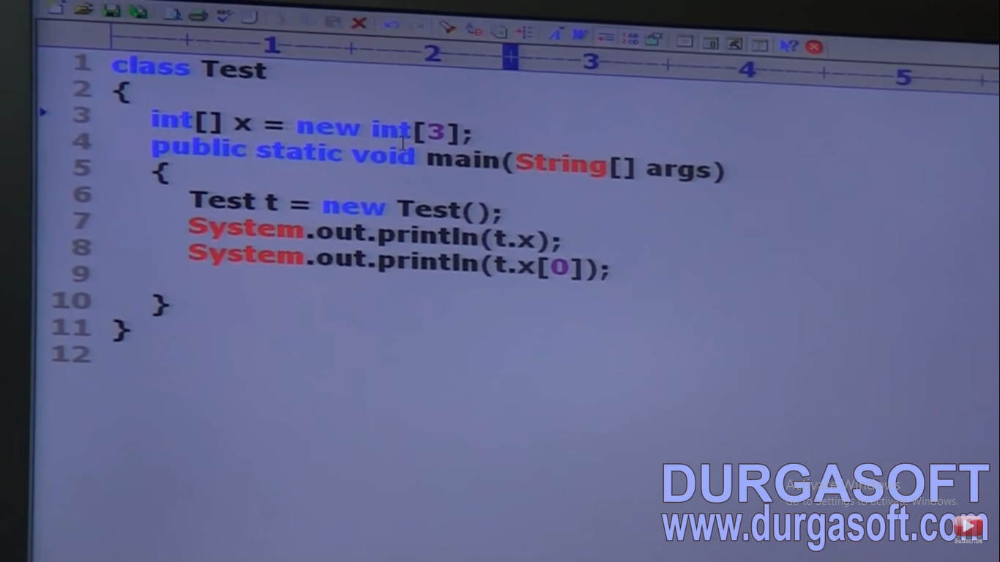 1 2 3 4 5
1 class Test
2 {
3 int[] x = new int[3];
4 public static void main(String[] args)
5 {
6 Test t = new Test();
7 System.out.println(t.x);
8 System.out.println(t.x[0]);
9
10 }
11 }
12
DURGASOFT
Activate Windows
Go to Settings to activate Windows.
www.durgasoft.com
Subscribe